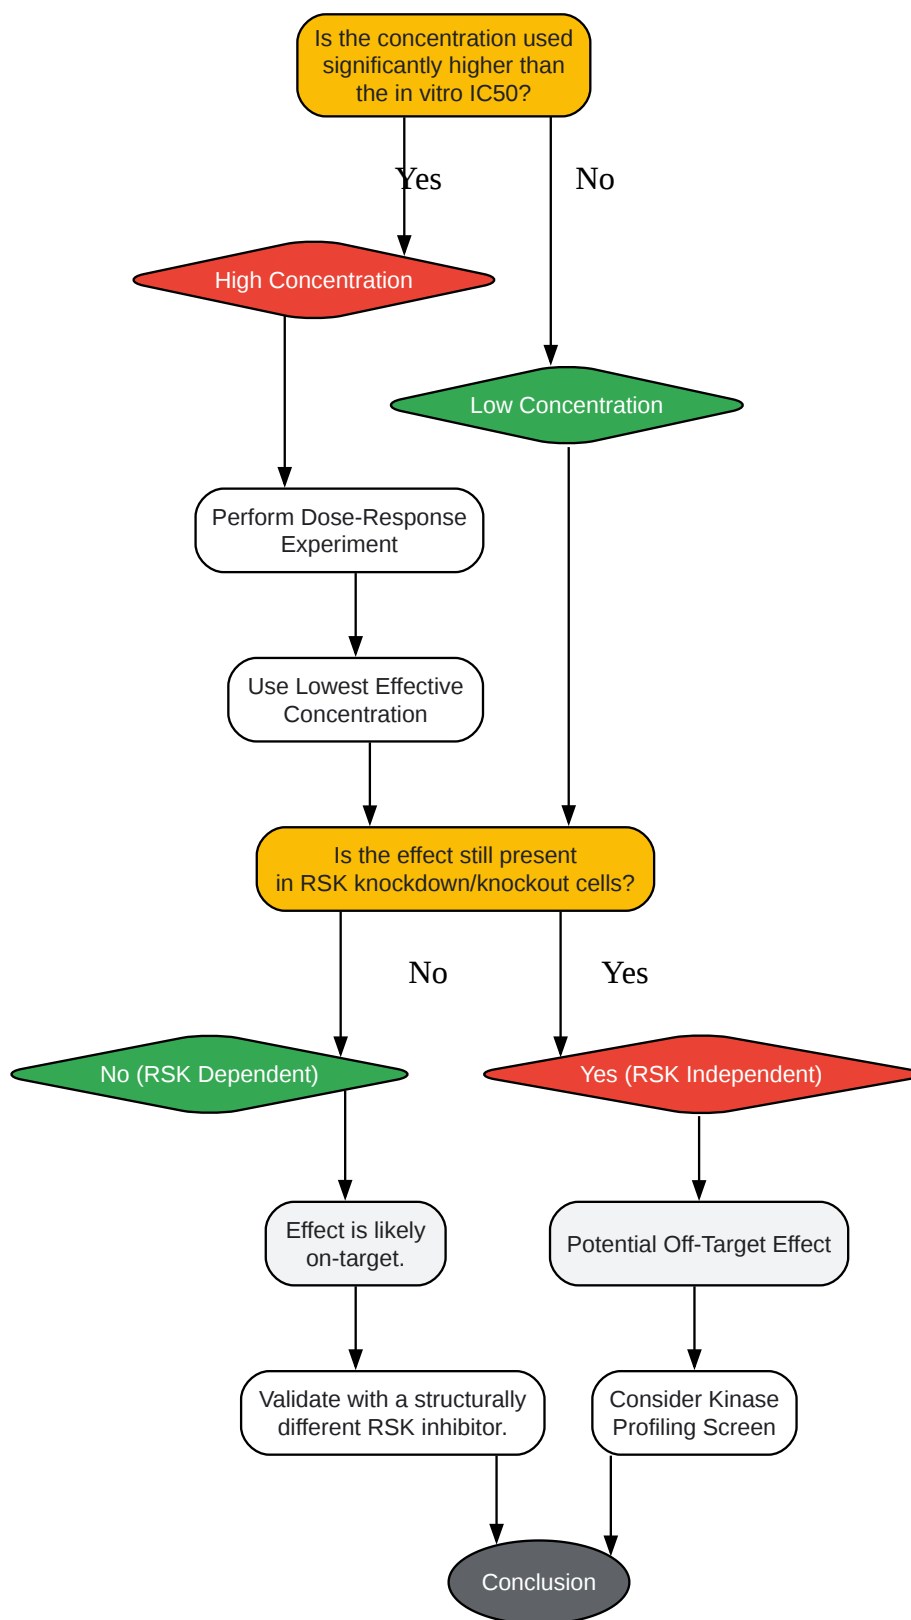 Is the concentration used
significantly higher than
the in vitro IC50?
Yes
No
High Concentration
Low Concentration
Perform Dose-Response
Experiment
Use Lowest Effective
Concentration
Is the effect still present
in RSK knockdown/knockout cells?
No
Yes
No (RSK Dependent)
Yes (RSK Independent)
Effect is likely
on-target.
Potential Off-Target Effect
Validate with a structurally
different RSK inhibitor.
Consider Kinase
Profiling Screen
Conclusion